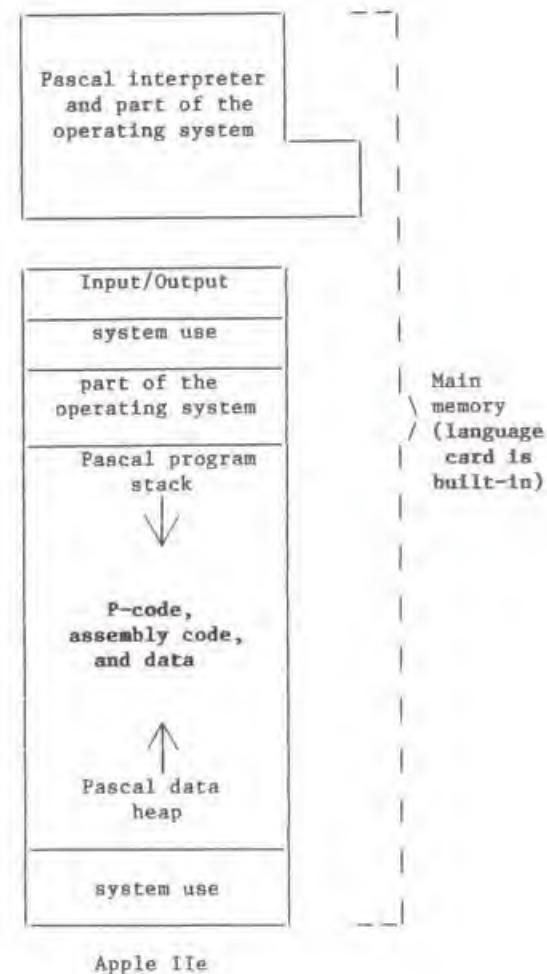 Pascal interpreter
and part of the
operating system
Input/Output
system use
part of the
operating system
Pascal program
stack
P-code,
assembly code,
and data
Pascal data
heap
system use
Main
memory
(language
card is
built-in)
Apple IIe